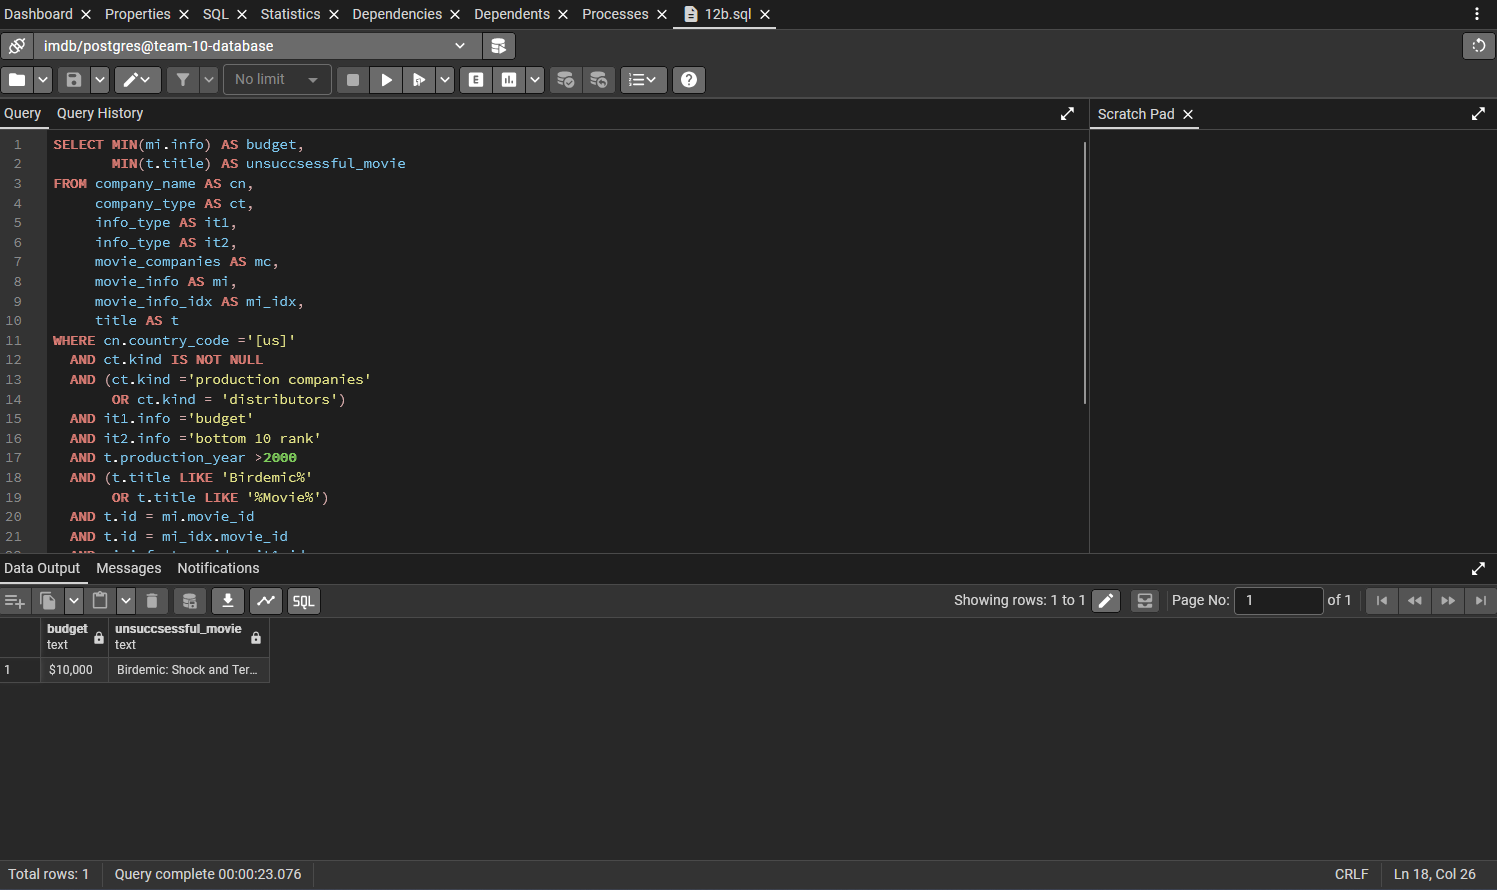 Dashboard Properties SQL Statistics Dependencies Dependents Processes 12b.sql
imdb/postgres@team-10-database
No limit
Query Query History
Scratch Pad
1 SELECT MIN(mi.info) AS budget,
2 MIN(t.title) AS unsuccsessful_movie
3 FROM company_name AS cn,
4 company_type AS ct,
5 info_type AS it1,
6 info_type AS it2,
7 movie_companies AS mc,
8 movie_info AS mi,
9 movie_info_idx AS mi_idx,
10 title AS t
11 WHERE cn.country_code ='[us]'
12 AND ct.kind IS NOT NULL
13 AND (ct.kind ='production companies'
14 OR ct.kind = 'distributors')
15 AND it1.info ='budget'
16 AND it2.info ='bottom 10 rank'
17 AND t.production_year >2000
18 AND (t.title LIKE 'Birdemic%'
19 OR t.title LIKE '%Movie%')
20 AND t.id = mi.movie_id
21 AND t.id = mi_idx.movie_id
Data Output Messages Notifications
SQL Showing rows: 1 to 1 Page No: 1 of 1
budget unsuccsessful_movie
text text
1 $10,000 Birdemic: Shock and Ter...
Total rows: 1 Query complete 00:00:23.076 CRLF Ln 18, Col 26